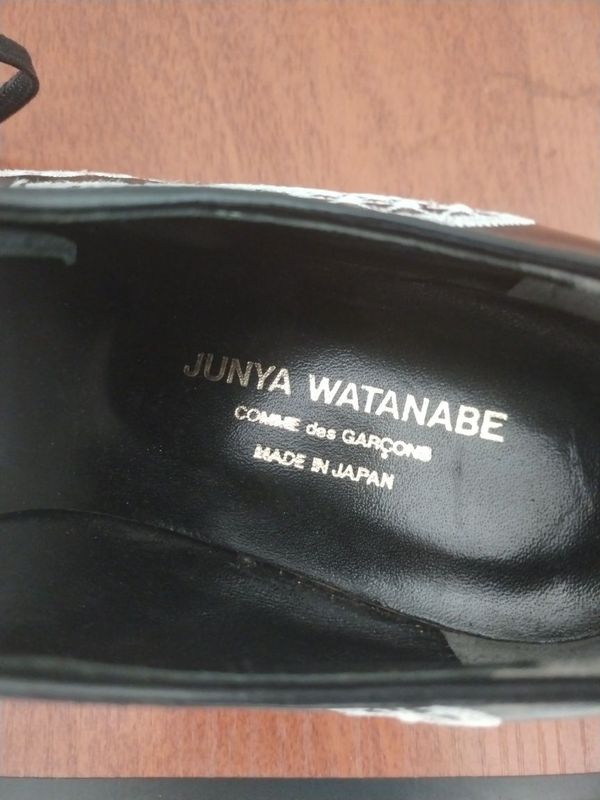 JUNYA WATANABE
COMME des GARÇONS
MADE IN JAPAN